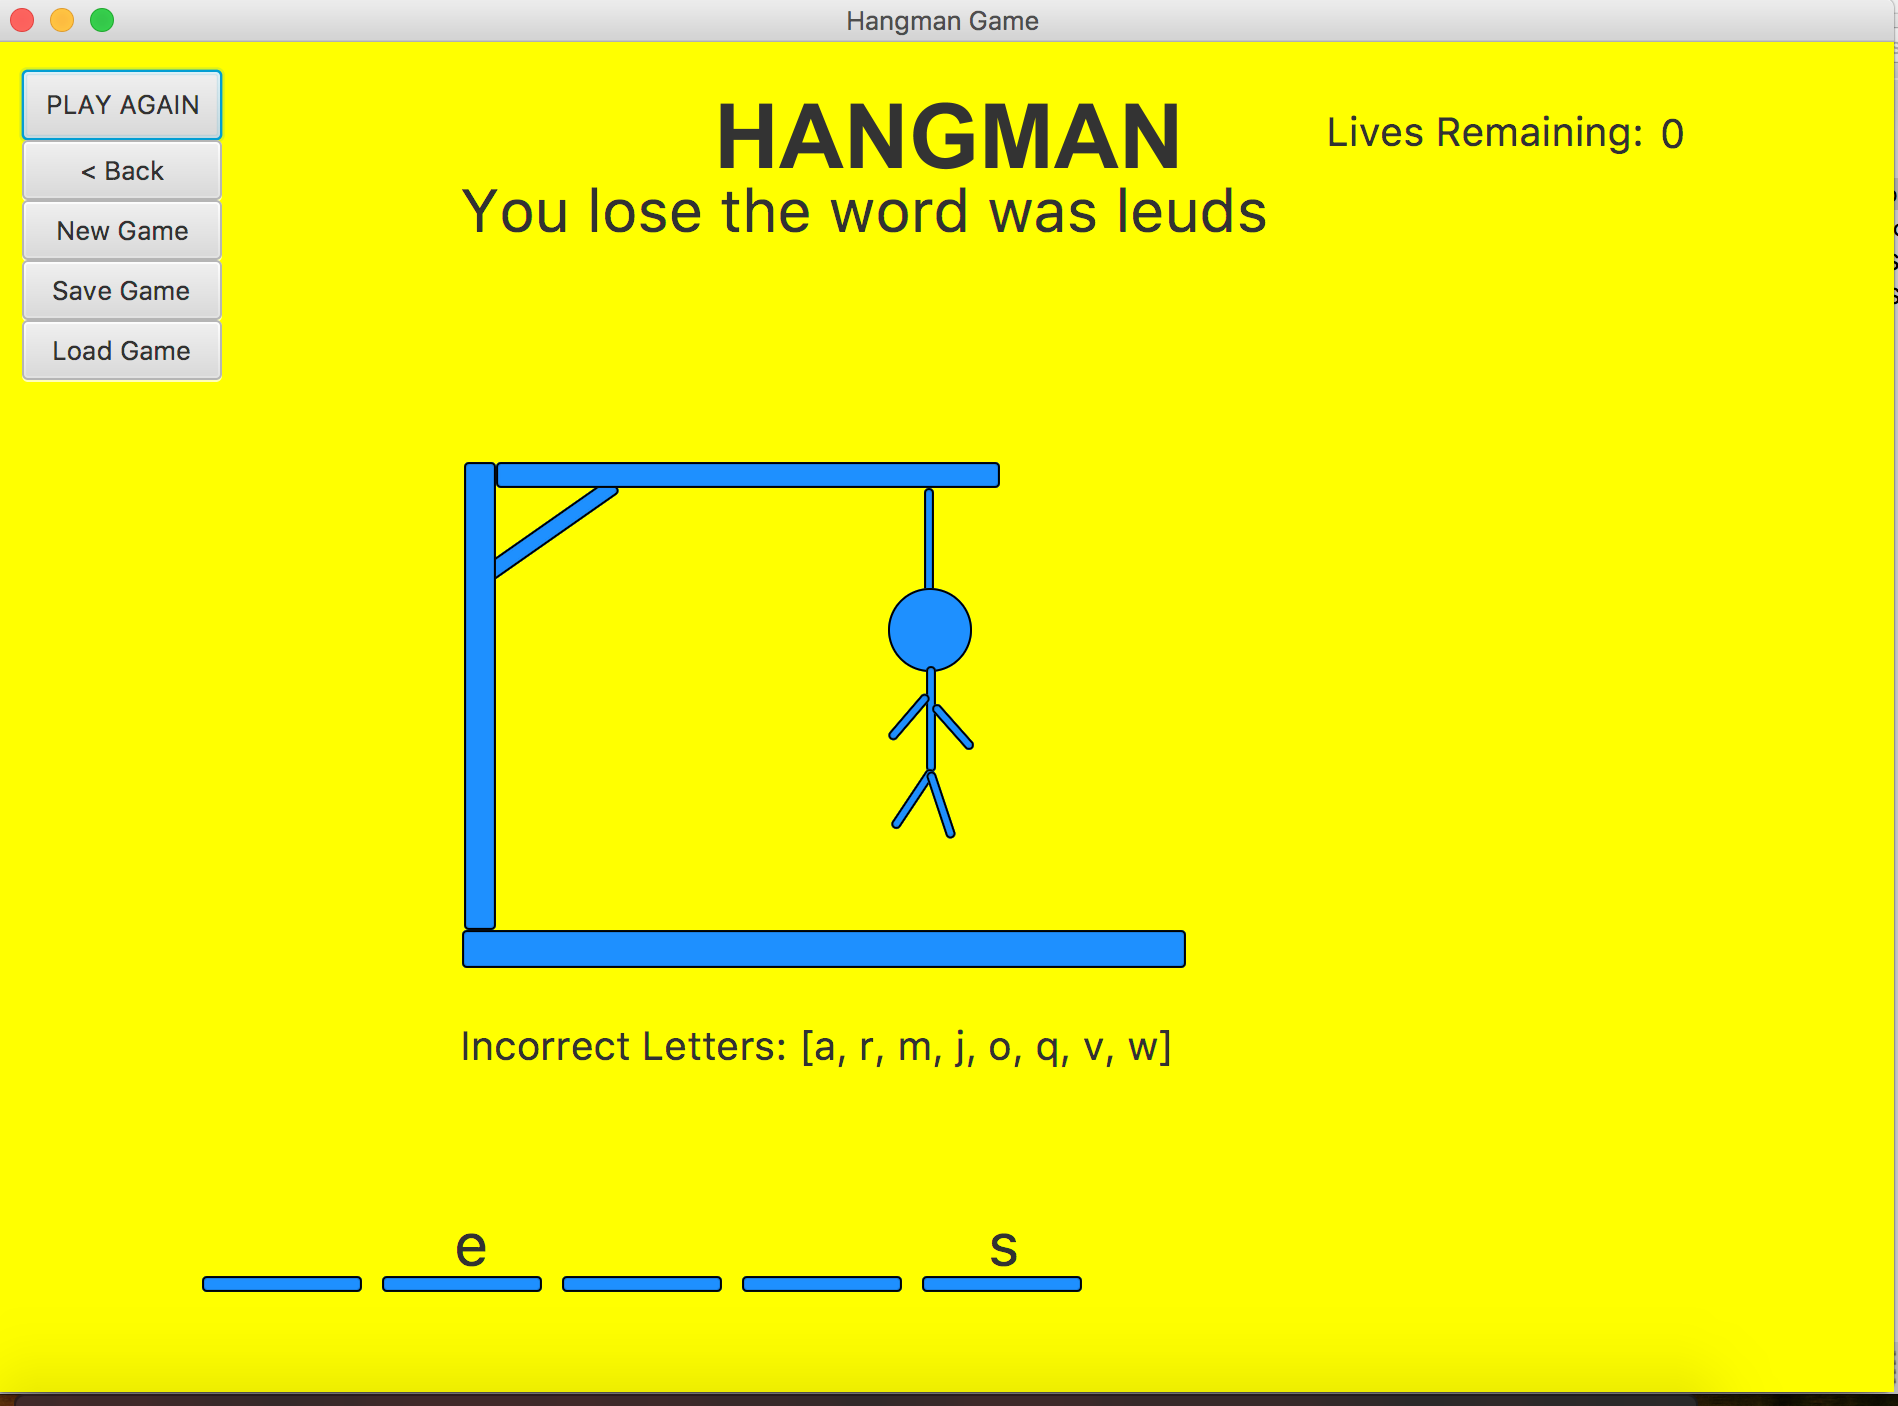 Hangman Game
PLAY AGAIN
< Back
New Game
Save Game
Load Game
HANGMAN
Lives Remaining: 0
You lose the word was leuds
Incorrect Letters: [a, r, m, j, o, q, v, w]
e s